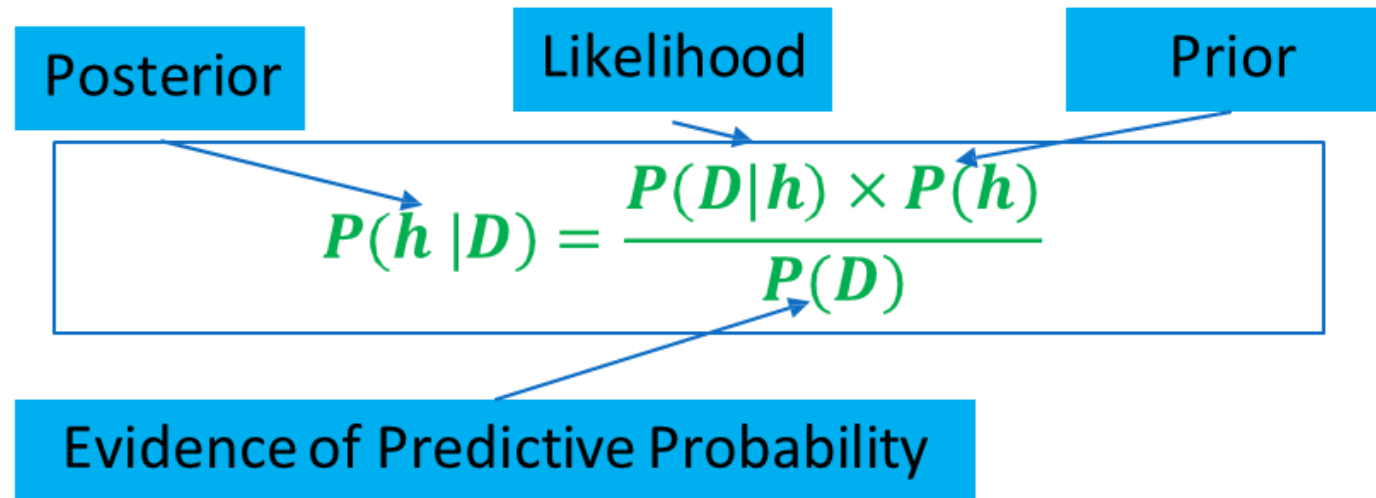 Posterior
Likelihood
Prior
P(D|h) × P(h)
P(h |D) =
P(D)
Evidence of Predictive Probability